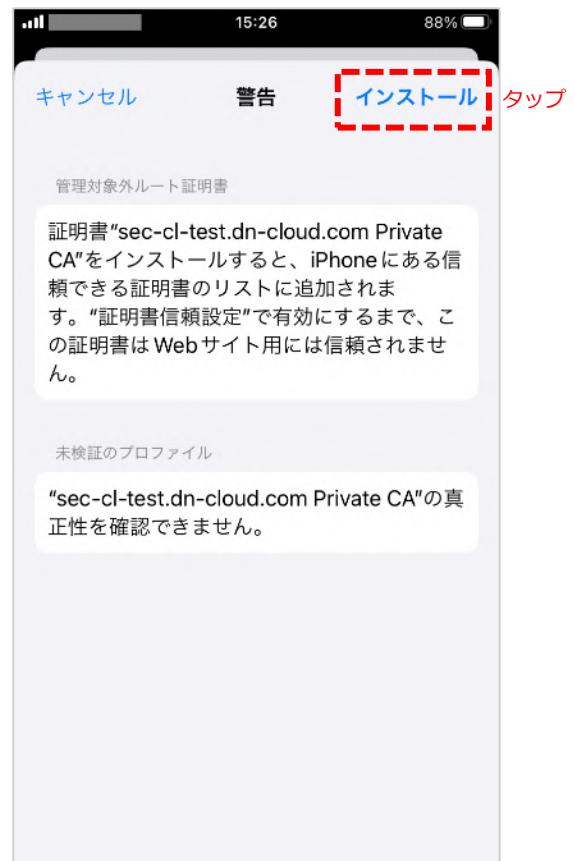 15:26
88%
キャンセル
警告
インストール
タップ
管理対象外ルート証明書
証明書“sec-cl-test.dn-cloud.com Private
CA”をインストールすると、iPhoneにある信
頼できる証明書のリストに追加されま
す。“証明書信頼設定”で有効にするまで、こ
の証明書はWebサイト用には信頼されませ
ん。
未検証のプロファイル
“sec-cl-test.dn-cloud.com Private CA”の真
正性を確認できません。